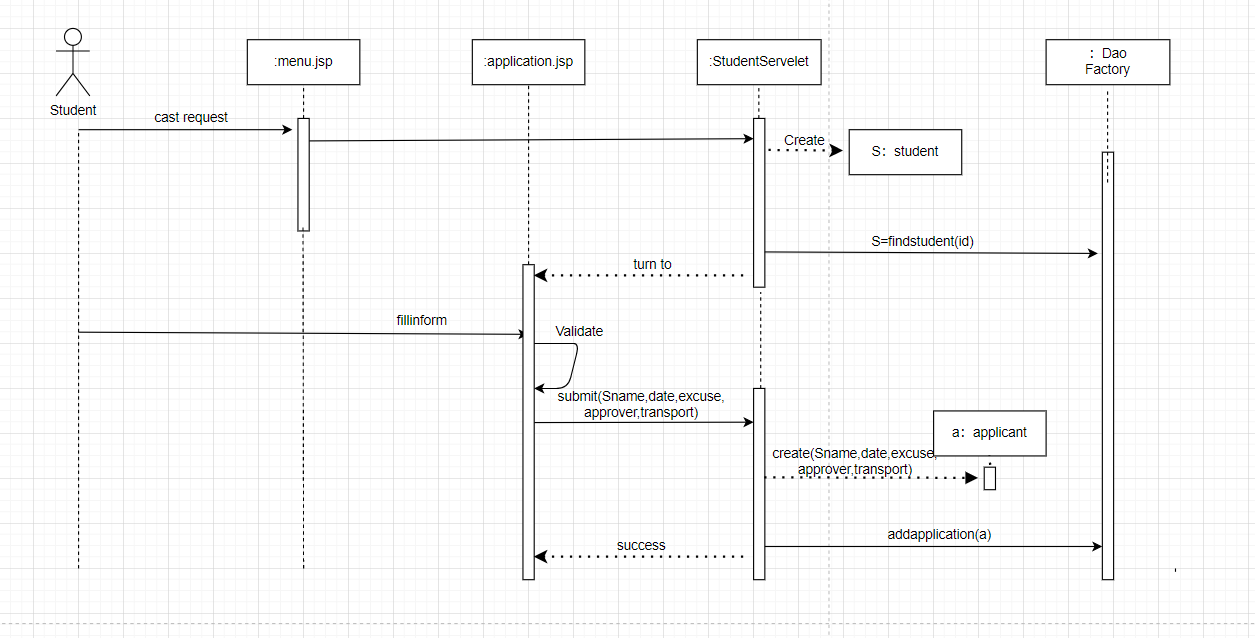 :menu.jsp
:application.jsp
:StudentServelet
: Dao
Factory
Student
cast request
Create
S: student
S=findstudent(id)
turn to
fillinform
Validate
submit(Sname,date,excuse,
approver,transport)
a: applicant
create(Sname,date,excuse,
approver,transport)
addapplication(a)
success